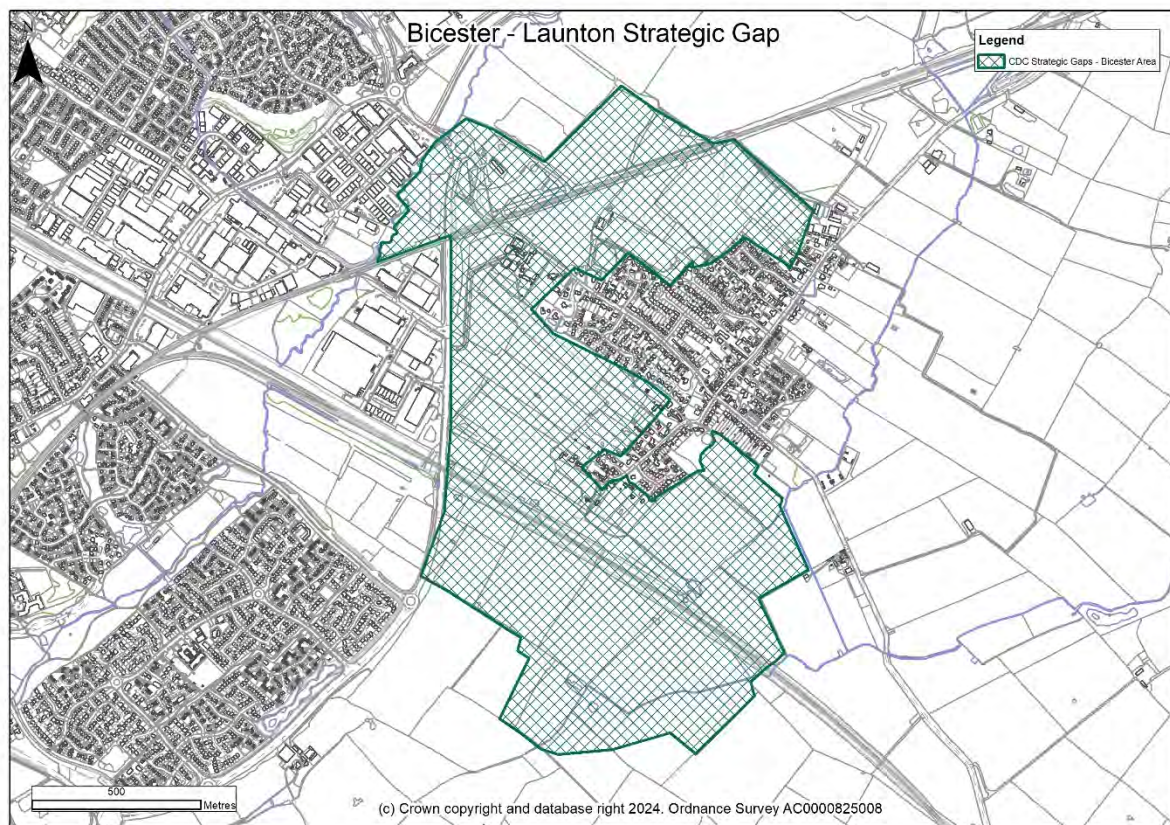 Bicester - Launton Strategic Gap
Legend
CDC Strategic Gaps - Bicester Area
500
Metres
(c) Crown copyright and database right 2024. Ordnance Survey AC0000825008